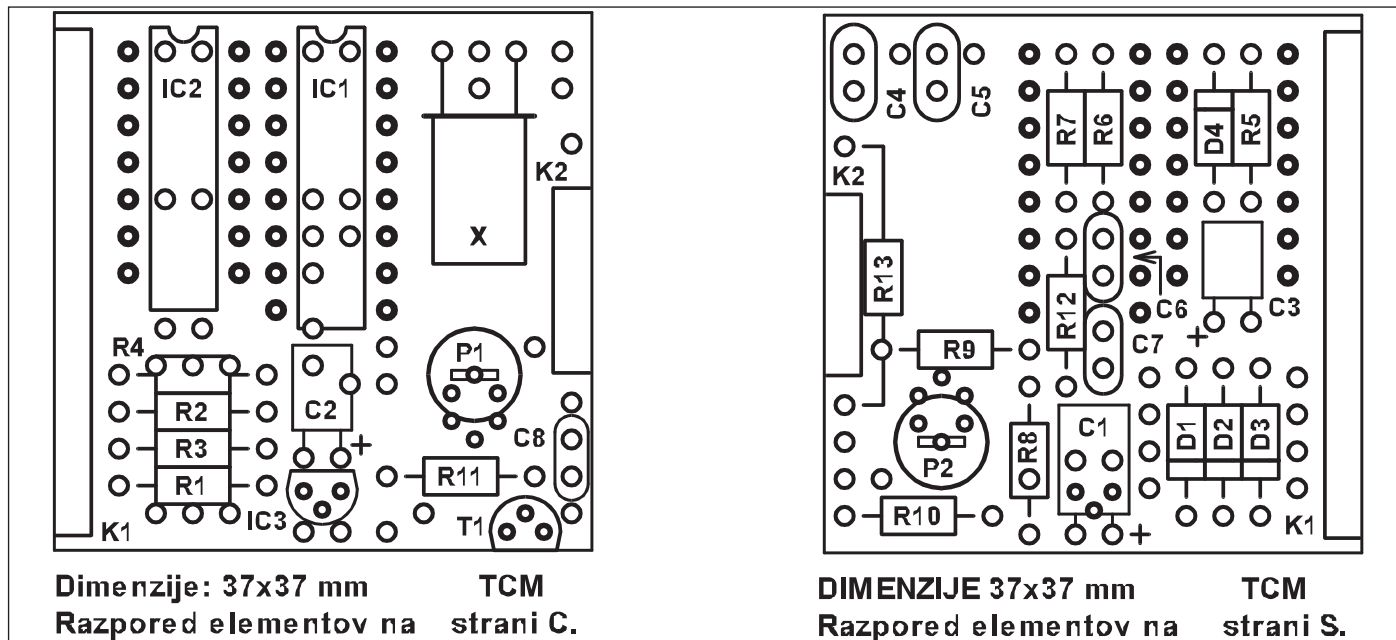 IC2
IC1
K2
X
R4
P1
R2
C2
+
C8
R3
R11
R1
IC3
T1
K1
Dimenzije: 37x37 mm TCM
Razpored elementov na strani C.
C4
C5
R7
R6
D4
R5
K2
R13
C6
R12
C3
+
C7
R9
P2
R8
C1
D1
D2
D3
R10
+
K1
DIMENZIJE 37x37 mm TCM
Razpored elementov na strani S.